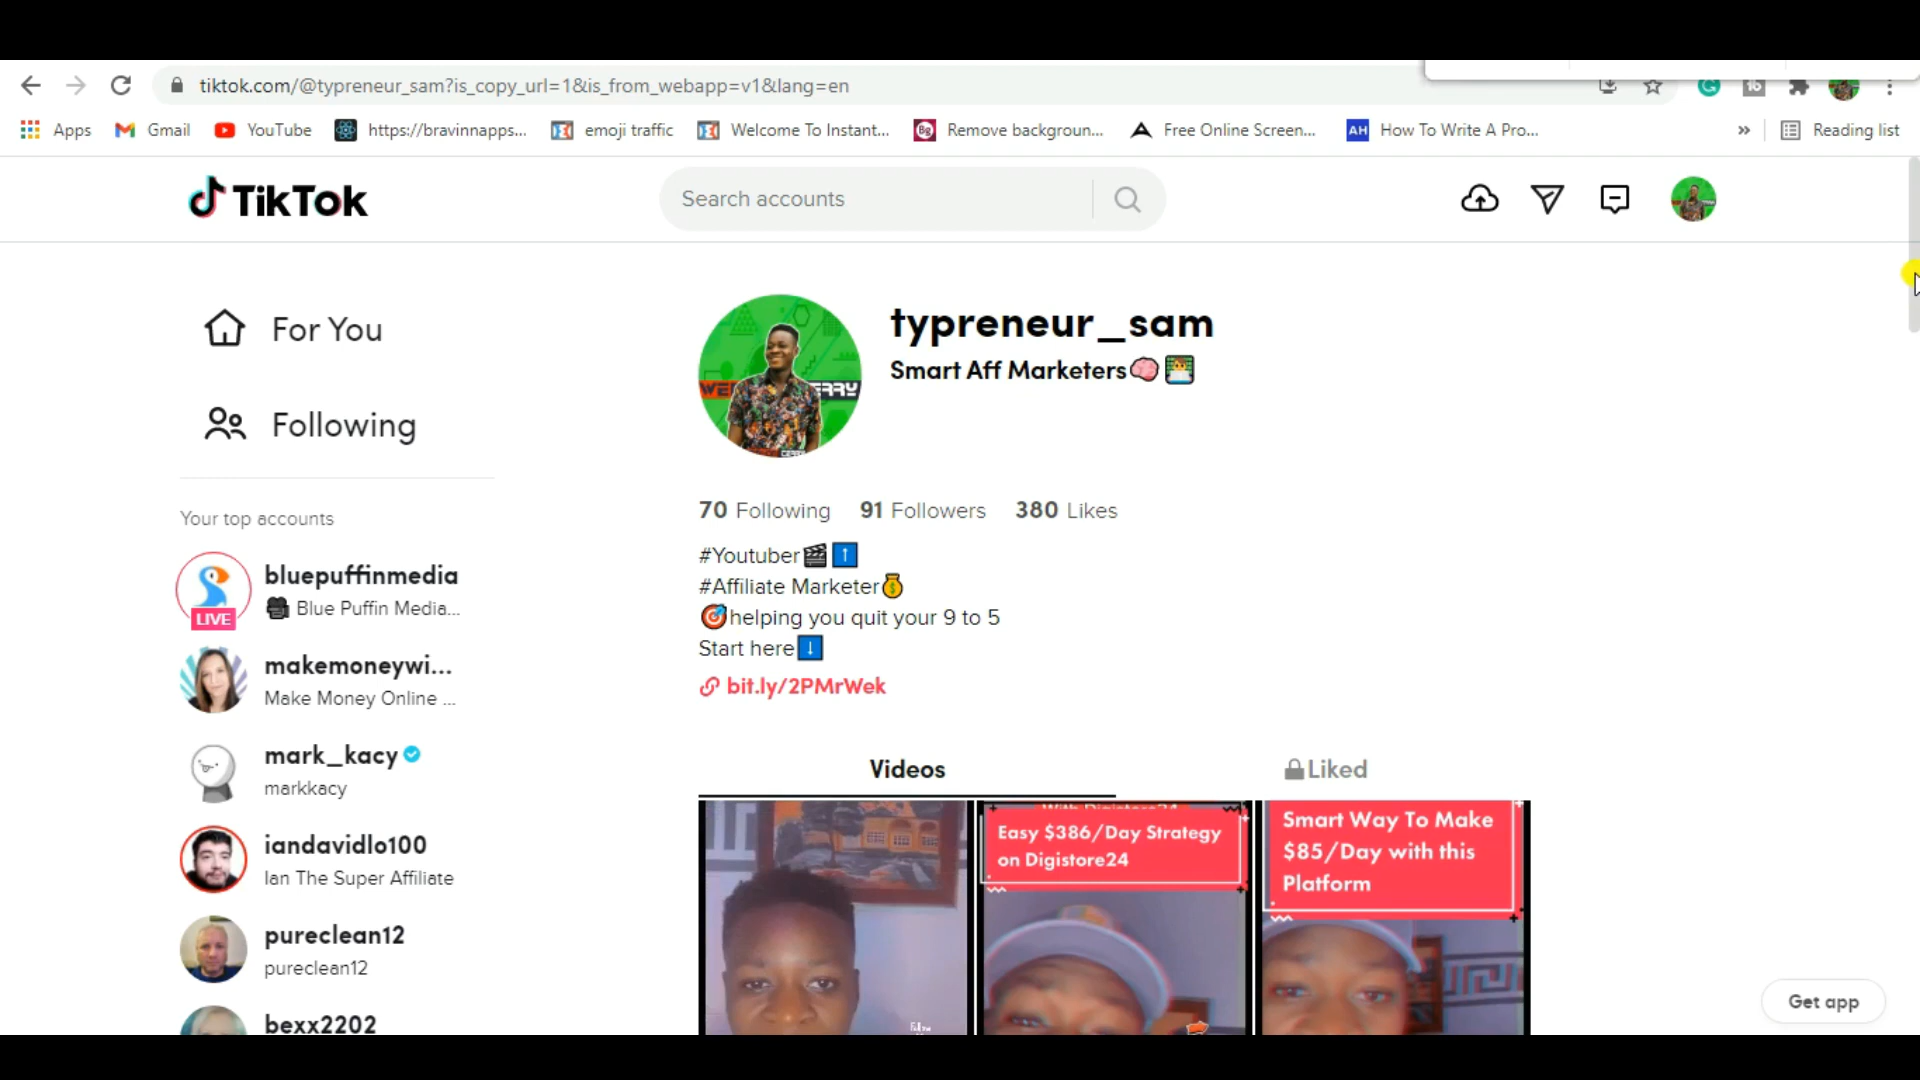 tiktok.com/@typreneur_sam?is_copy_url=1&is_from_webapp=v1&lang=en
Apps
Gmail
YouTube
https://bravinnapps...
emoji traffic
Welcome To Instant...
Bg
Remove backgroun...
Free Online Screen...
AH
How To Write A Pro...
»
Reading list
TikTok
Search accounts
For You
Following
Your top accounts
LIVE
bluepuffinmedia
Blue Puffin Media...
makemoneywi...
Make Money Online ...
mark_kacy
markkacy
iandavidlo100
Ian The Super Affiliate
pureclean12
pureclean12
bexx2202
typreneur_sam
Smart Aff Marketers🧠
70 Following 91 Followers 380 Likes
#Youtuber🎬⬆️
#Affiliate Marketer💰
🎯helping you quit your 9 to 5
Start here⬇️
bit.ly/2PMrWek
Videos
Liked
With Digistore24
Easy $386/Day Strategy
on Digistore24
Smart Way To Make
$85/Day with this
Platform
Get app